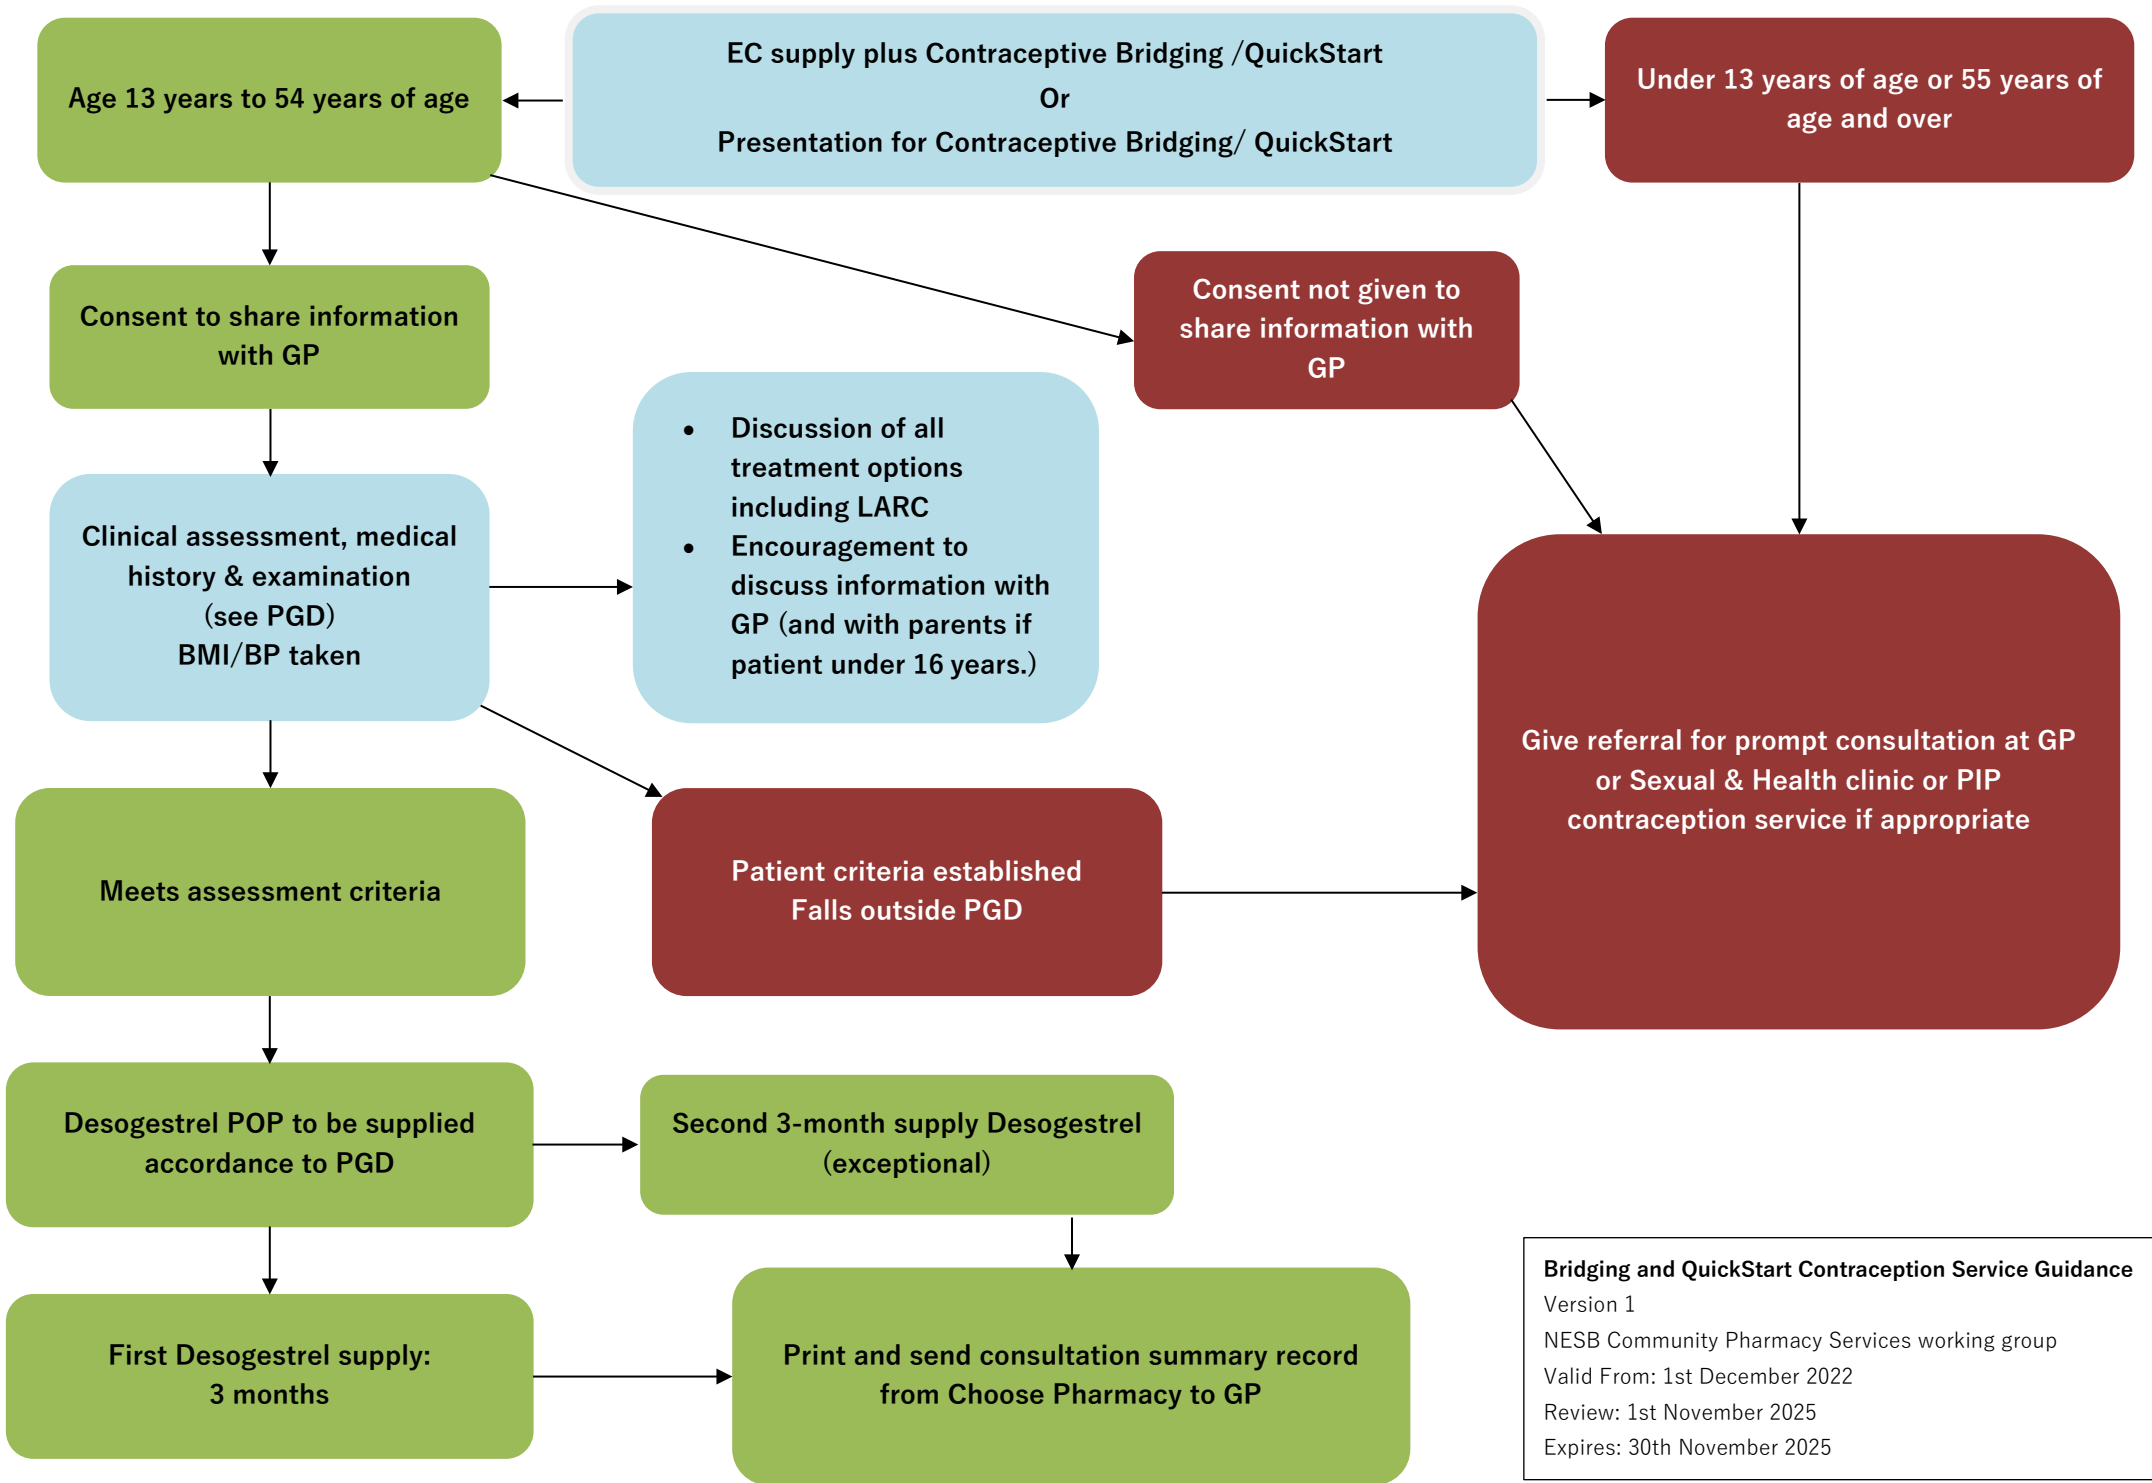 Age 13 years to 54 years of age
EC supply plus Contraceptive Bridging /QuickStart
Or
Presentation for Contraceptive Bridging/ QuickStart
Under 13 years of age or 55 years of
age and over
Consent to share information
with GP
Consent not given to
share information with
GP
Clinical assessment, medical
history & examination
(see PGD)
BMI/BP taken
• Discussion of all
treatment options
including LARC
• Encouragement to
discuss information with
GP (and with parents if
patient under 16 years.)
Give referral for prompt consultation at GP
or Sexual & Health clinic or PIP
contraception service if appropriate
Meets assessment criteria
Patient criteria established
Falls outside PGD
Desogestrel POP to be supplied
accordance to PGD
Second 3-month supply Desogestrel
(exceptional)
First Desogestrel supply:
3 months
Print and send consultation summary record
from Choose Pharmacy to GP
Bridging and QuickStart Contraception Service Guidance
Version 1
NESB Community Pharmacy Services working group
Valid From: 1st December 2022
Review: 1st November 2025
Expires: 30th November 2025